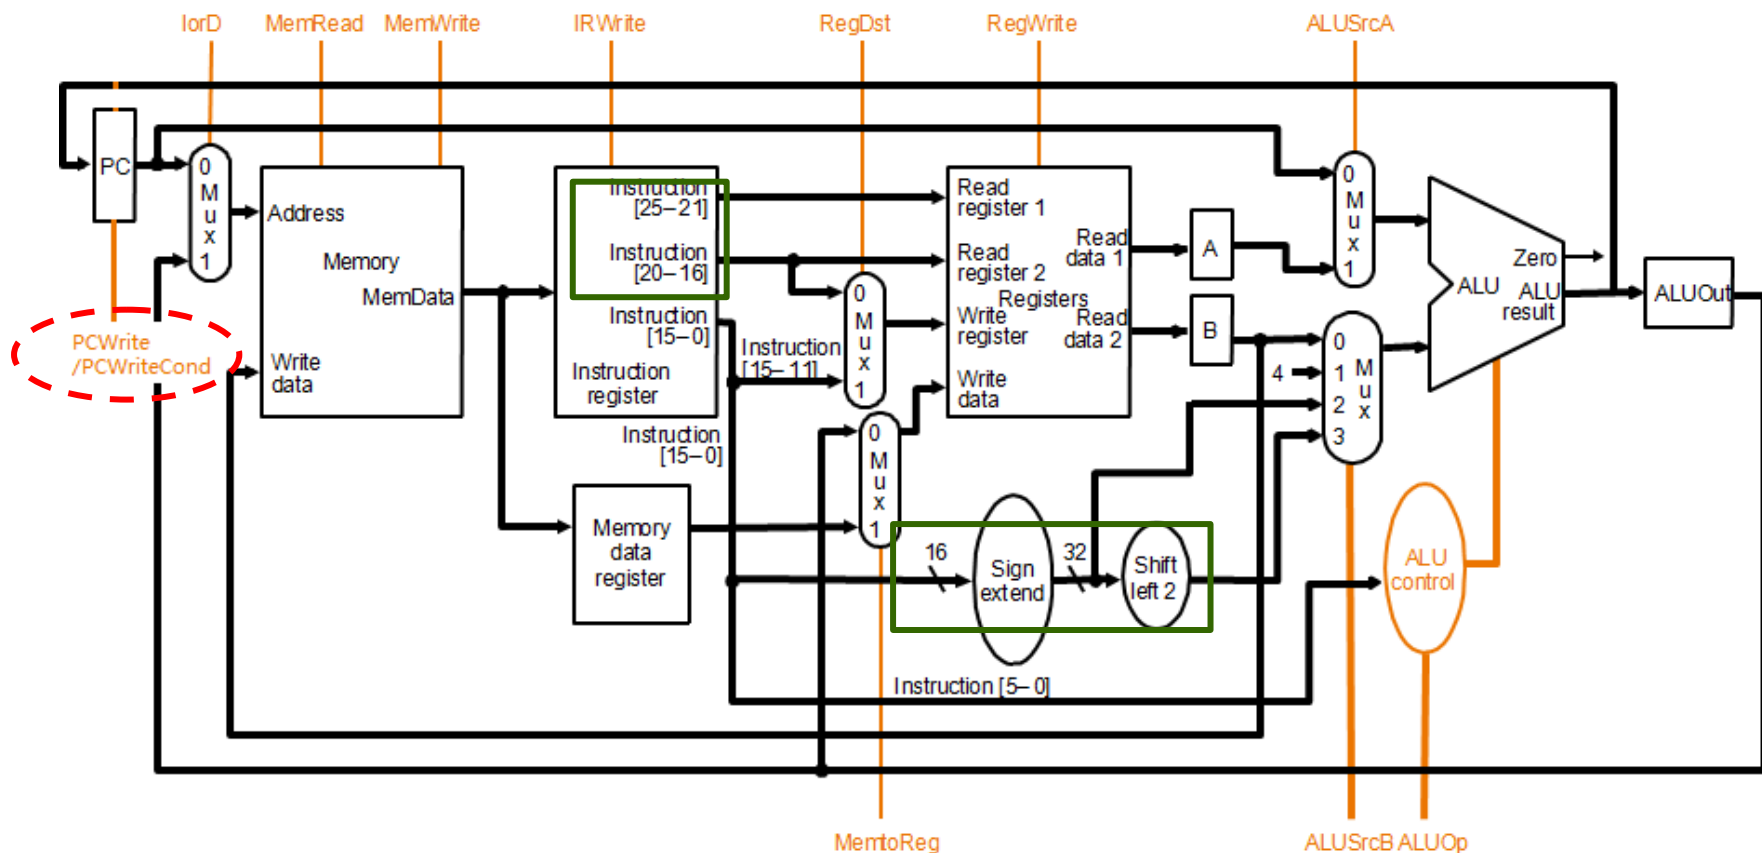 IorD
MemRead
MemWrite
IRWrite
RegDst
RegWrite
ALUSrcA
PC
0
M
u
x
1
Address
Memory
MemData
Write
data
PCWrite
/PCWriteCond
Instruction
[25–21]
Instruction
[20–16]
Instruction
[15–0]
Instruction
register
Instruction
[15–11]
Instruction
[15–0]
0
M
u
x
1
0
M
u
x
1
Memory
data
register
Read
register 1
Read
register 2
Registers
Write
register
Write
data
Read
data 1
Read
data 2
A
B
0
M
u
x
1
4
0
1
2
3
M
u
x
Zero
ALU
ALU
result
ALUOut
16
Sign
extend
32
Shift
left 2
ALU
control
Instruction [5–0]
MemtoReg
ALUSrcB
ALUOp